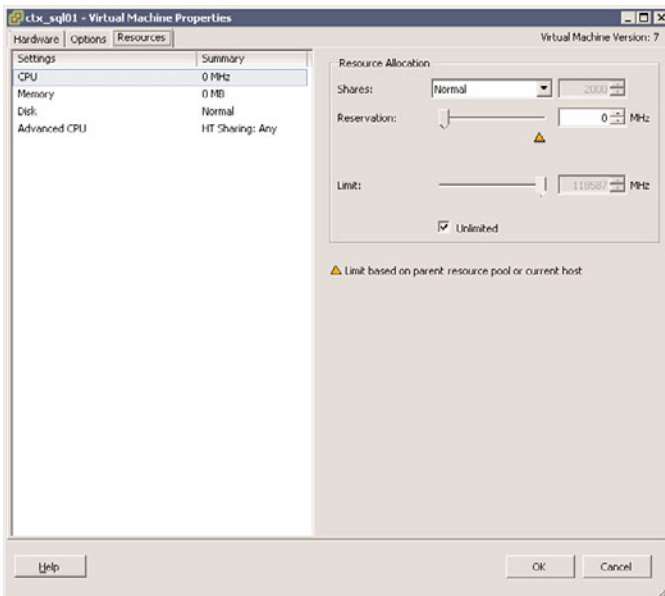 ctx_sql01 - Virtual Machine Properties
Hardware Options Resources Virtual Machine Version: 7
Settings Summary
CPU 0 MHz
Memory 0 MB
Disk Normal
Advanced CPU HT Sharing: Any
Resource Allocation
Shares: Normal 2000
Reservation: 0 MHz
Limit: 118587 MHz
Unlimited
Limit based on parent resource pool or current host
Help OK Cancel